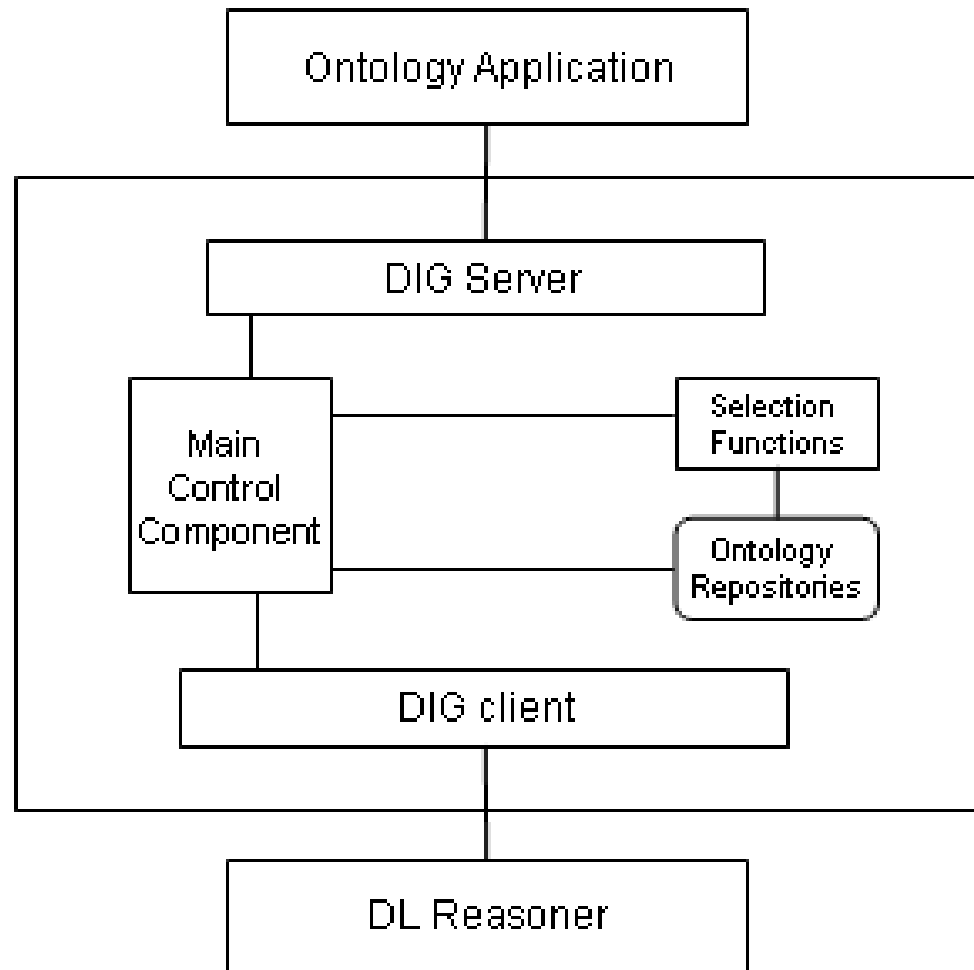 Ontology Application
DIG Server
Main
Control
Component
Selection
Functions
Ontology
Repositories
DIG client
DL Reasoner